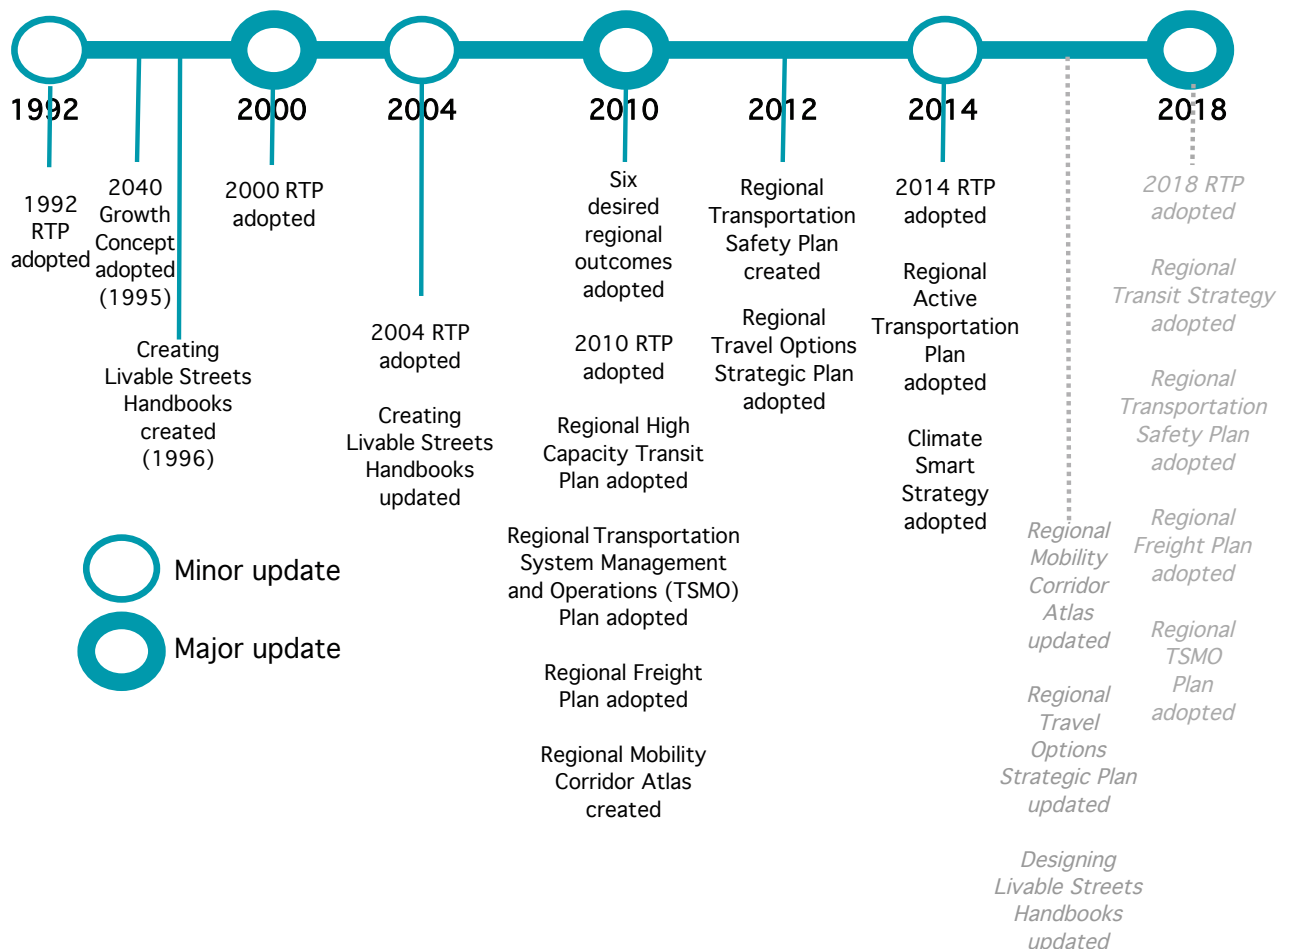 1992
2000
2004
2010
2012
2014
2018
1992
RTP
adopted
2040
Growth
Concept
adopted
(1995)
Creating
Livable Streets
Handbooks
created
(1996)
2000 RTP
adopted
2004 RTP
adopted
Creating
Livable Streets
Handbooks
updated
Six
desired
regional
outcomes
adopted
2010 RTP
adopted
Regional High
Capacity Transit
Plan adopted
Regional Transportation
System Management
and Operations (TSMO)
Plan adopted
Regional Freight
Plan adopted
Regional Mobility
Corridor Atlas
created
Regional
Transportation
Safety Plan
created
Regional
Travel Options
Strategic Plan
adopted
2014 RTP
adopted
Regional
Active
Transportation
Plan
adopted
Climate
Smart
Strategy
adopted
Regional
Mobility
Corridor
Atlas
updated
Regional
Travel
Options
Strategic Plan
updated
Designing
Livable Streets
Handbooks
updated
2018 RTP
adopted
Regional
Transit Strategy
adopted
Regional
Transportation
Safety Plan
adopted
Regional
Freight Plan
adopted
Regional
TSMO
Plan
adopted
Minor update
Major update